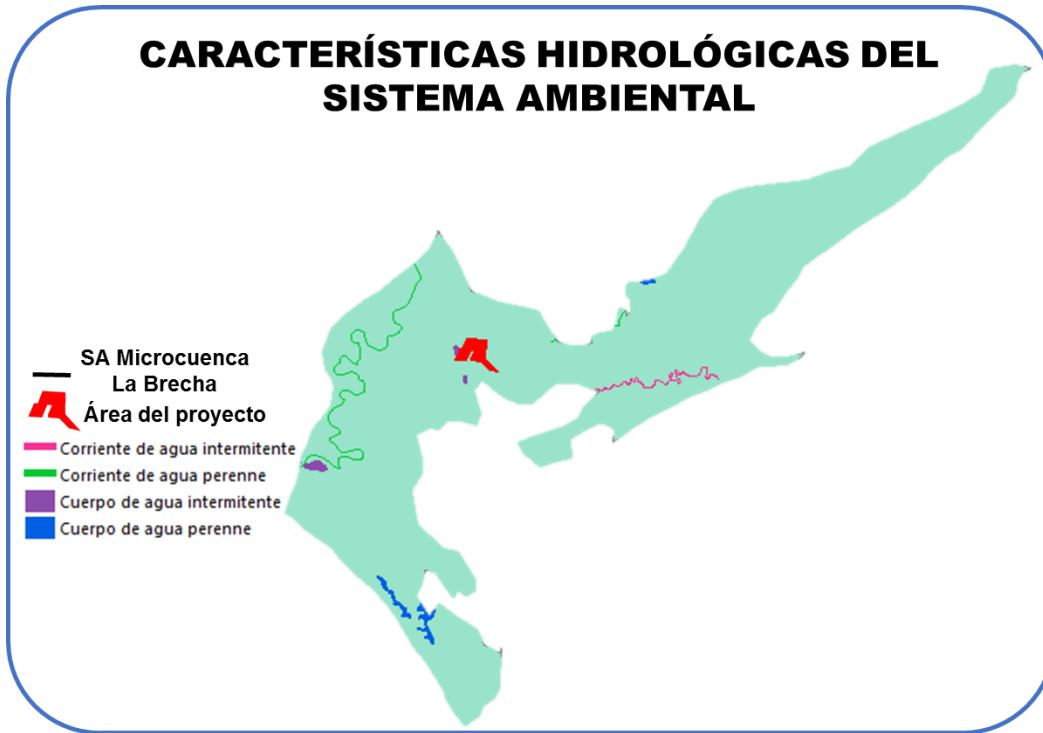 CARACTERÍSTICAS HIDROLÓGICAS DEL
SISTEMA AMBIENTAL
SA Microcuenca
La Brecha
Área del proyecto
Corriente de agua intermitente
Corriente de agua perenne
Cuerpo de agua intermitente
Cuerpo de agua perenne